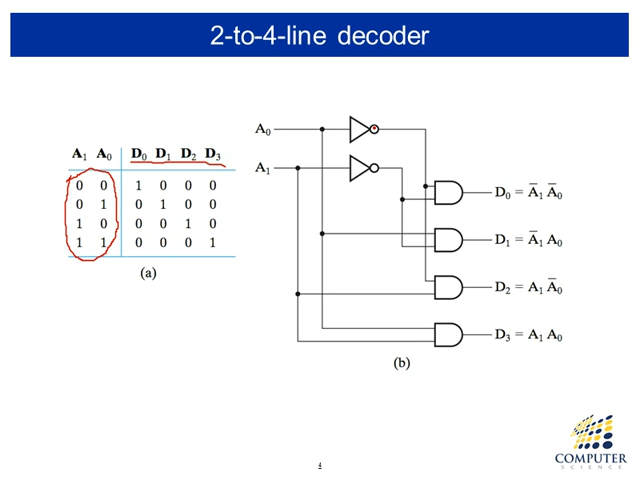 2-to-4-line decoder
A₁ A₀ D₀ D₁ D₂ D₃
0 0 1 0 0 0
0 1 0 1 0 0
1 0 0 0 1 0
1 1 0 0 0 1
(a)
A₀
A₁
D₀ = A̅₁ A̅₀
D₁ = A̅₁ A₀
D₂ = A₁ A̅₀
D₃ = A₁ A₀
(b)
4
COMPUTER
SCIENCE